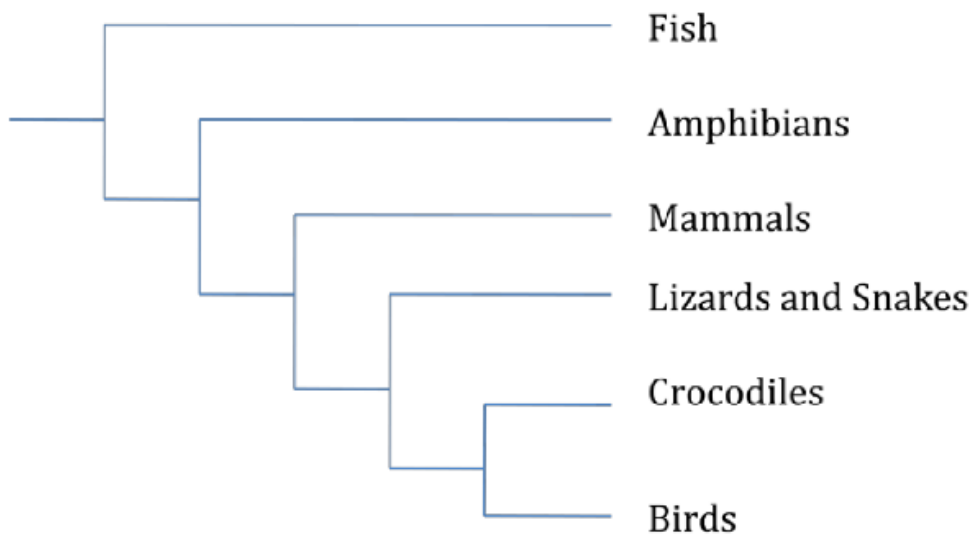 Fish
Amphibians
Mammals
Lizards and Snakes
Crocodiles
Birds